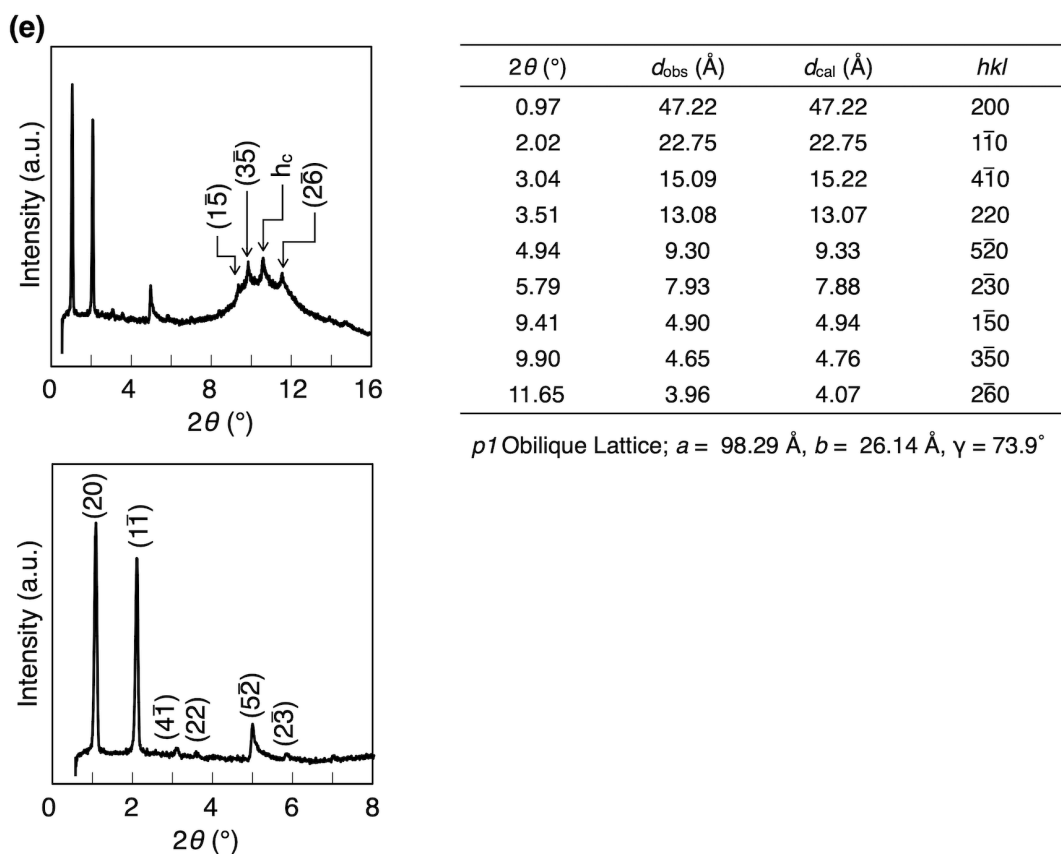 (e)
Intensity (a.u.)
(15̅)
(35̅)
h_c
(26̅)
0 4 8 12 16
2θ (°)
Intensity (a.u.)
(20)
(11̅)
(41̅)
(22)
(52̅)
(23̅)
0 2 4 6 8
2θ (°)
2θ (°) d_obs (Å) d_cal (Å) hkl
0.97 47.22 47.22 200
2.02 22.75 22.75 11̅0
3.04 15.09 15.22 41̅0
3.51 13.08 13.07 220
4.94 9.30 9.33 52̅0
5.79 7.93 7.88 23̅0
9.41 4.90 4.94 15̅0
9.90 4.65 4.76 35̅0
11.65 3.96 4.07 26̅0
p1 Obilique Lattice; a = 98.29 Å, b = 26.14 Å, γ = 73.9˚